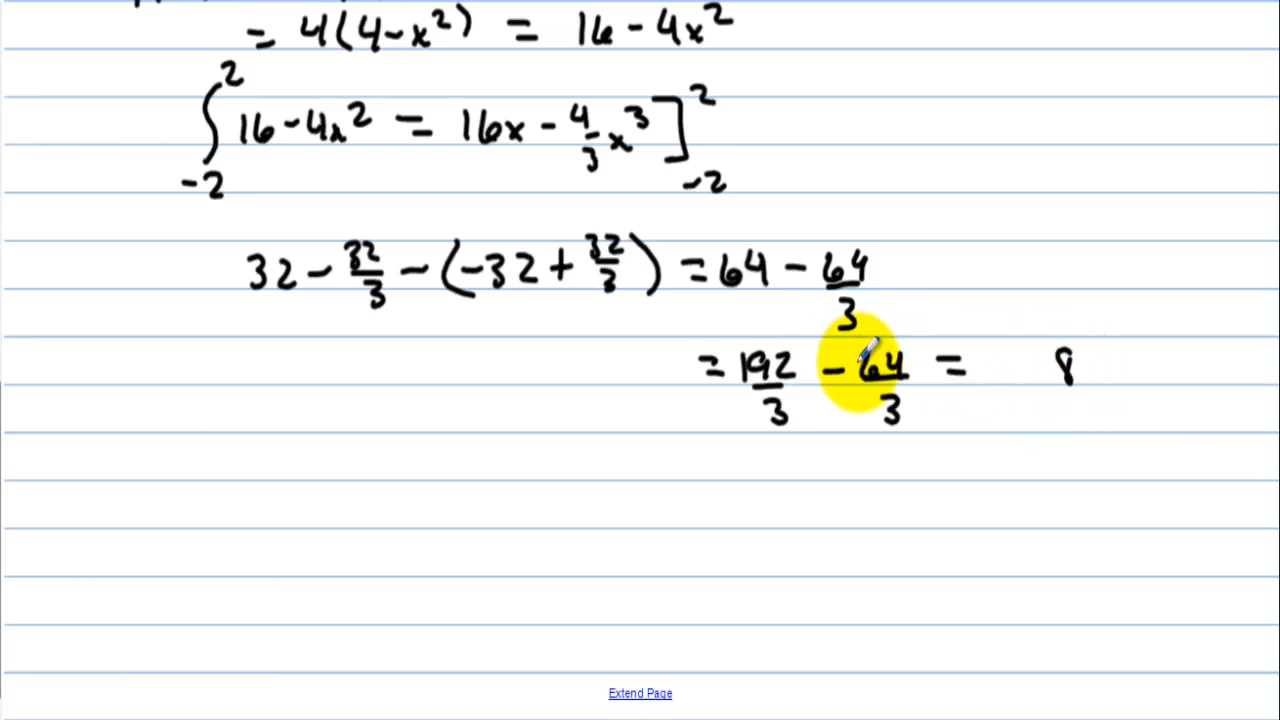 = 4(4-x²) = 16 - 4x²
∫₋₂² 16 - 4x² = 16x - 4/3 x³ ]₋₂²
32 - 32/3 - (-32 + 32/3) = 64 - 64/3
= 192/3 - 64/3 = 8
Extend Page